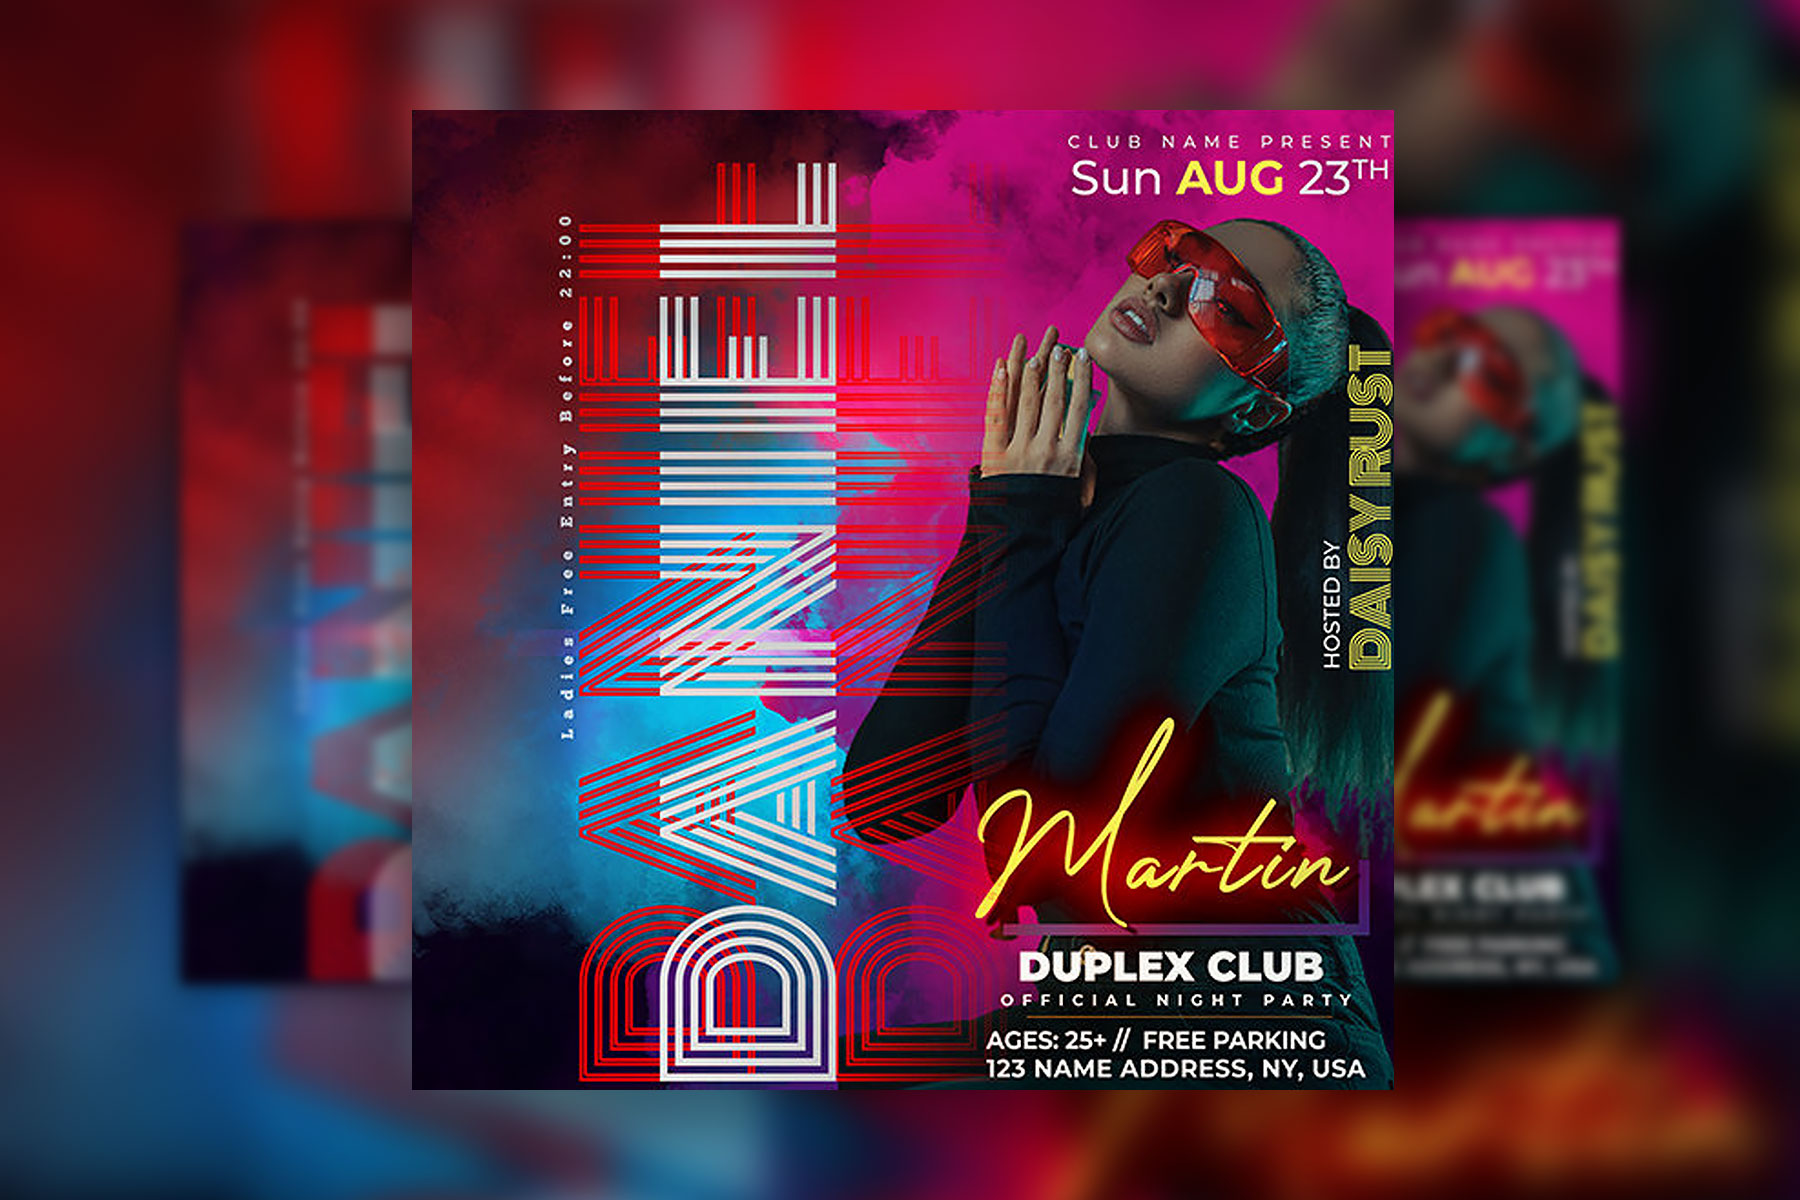 CLUB NAME PRESENT
Sun AUG 23TH
Ladies Free Entry Before 22:00
DANIEL
HOSTED BY
DAISY RUST
Martin
DUPLEX CLUB
OFFICIAL NIGHT PARTY
AGES: 25+ // FREE PARKING
123 NAME ADDRESS, NY, USA